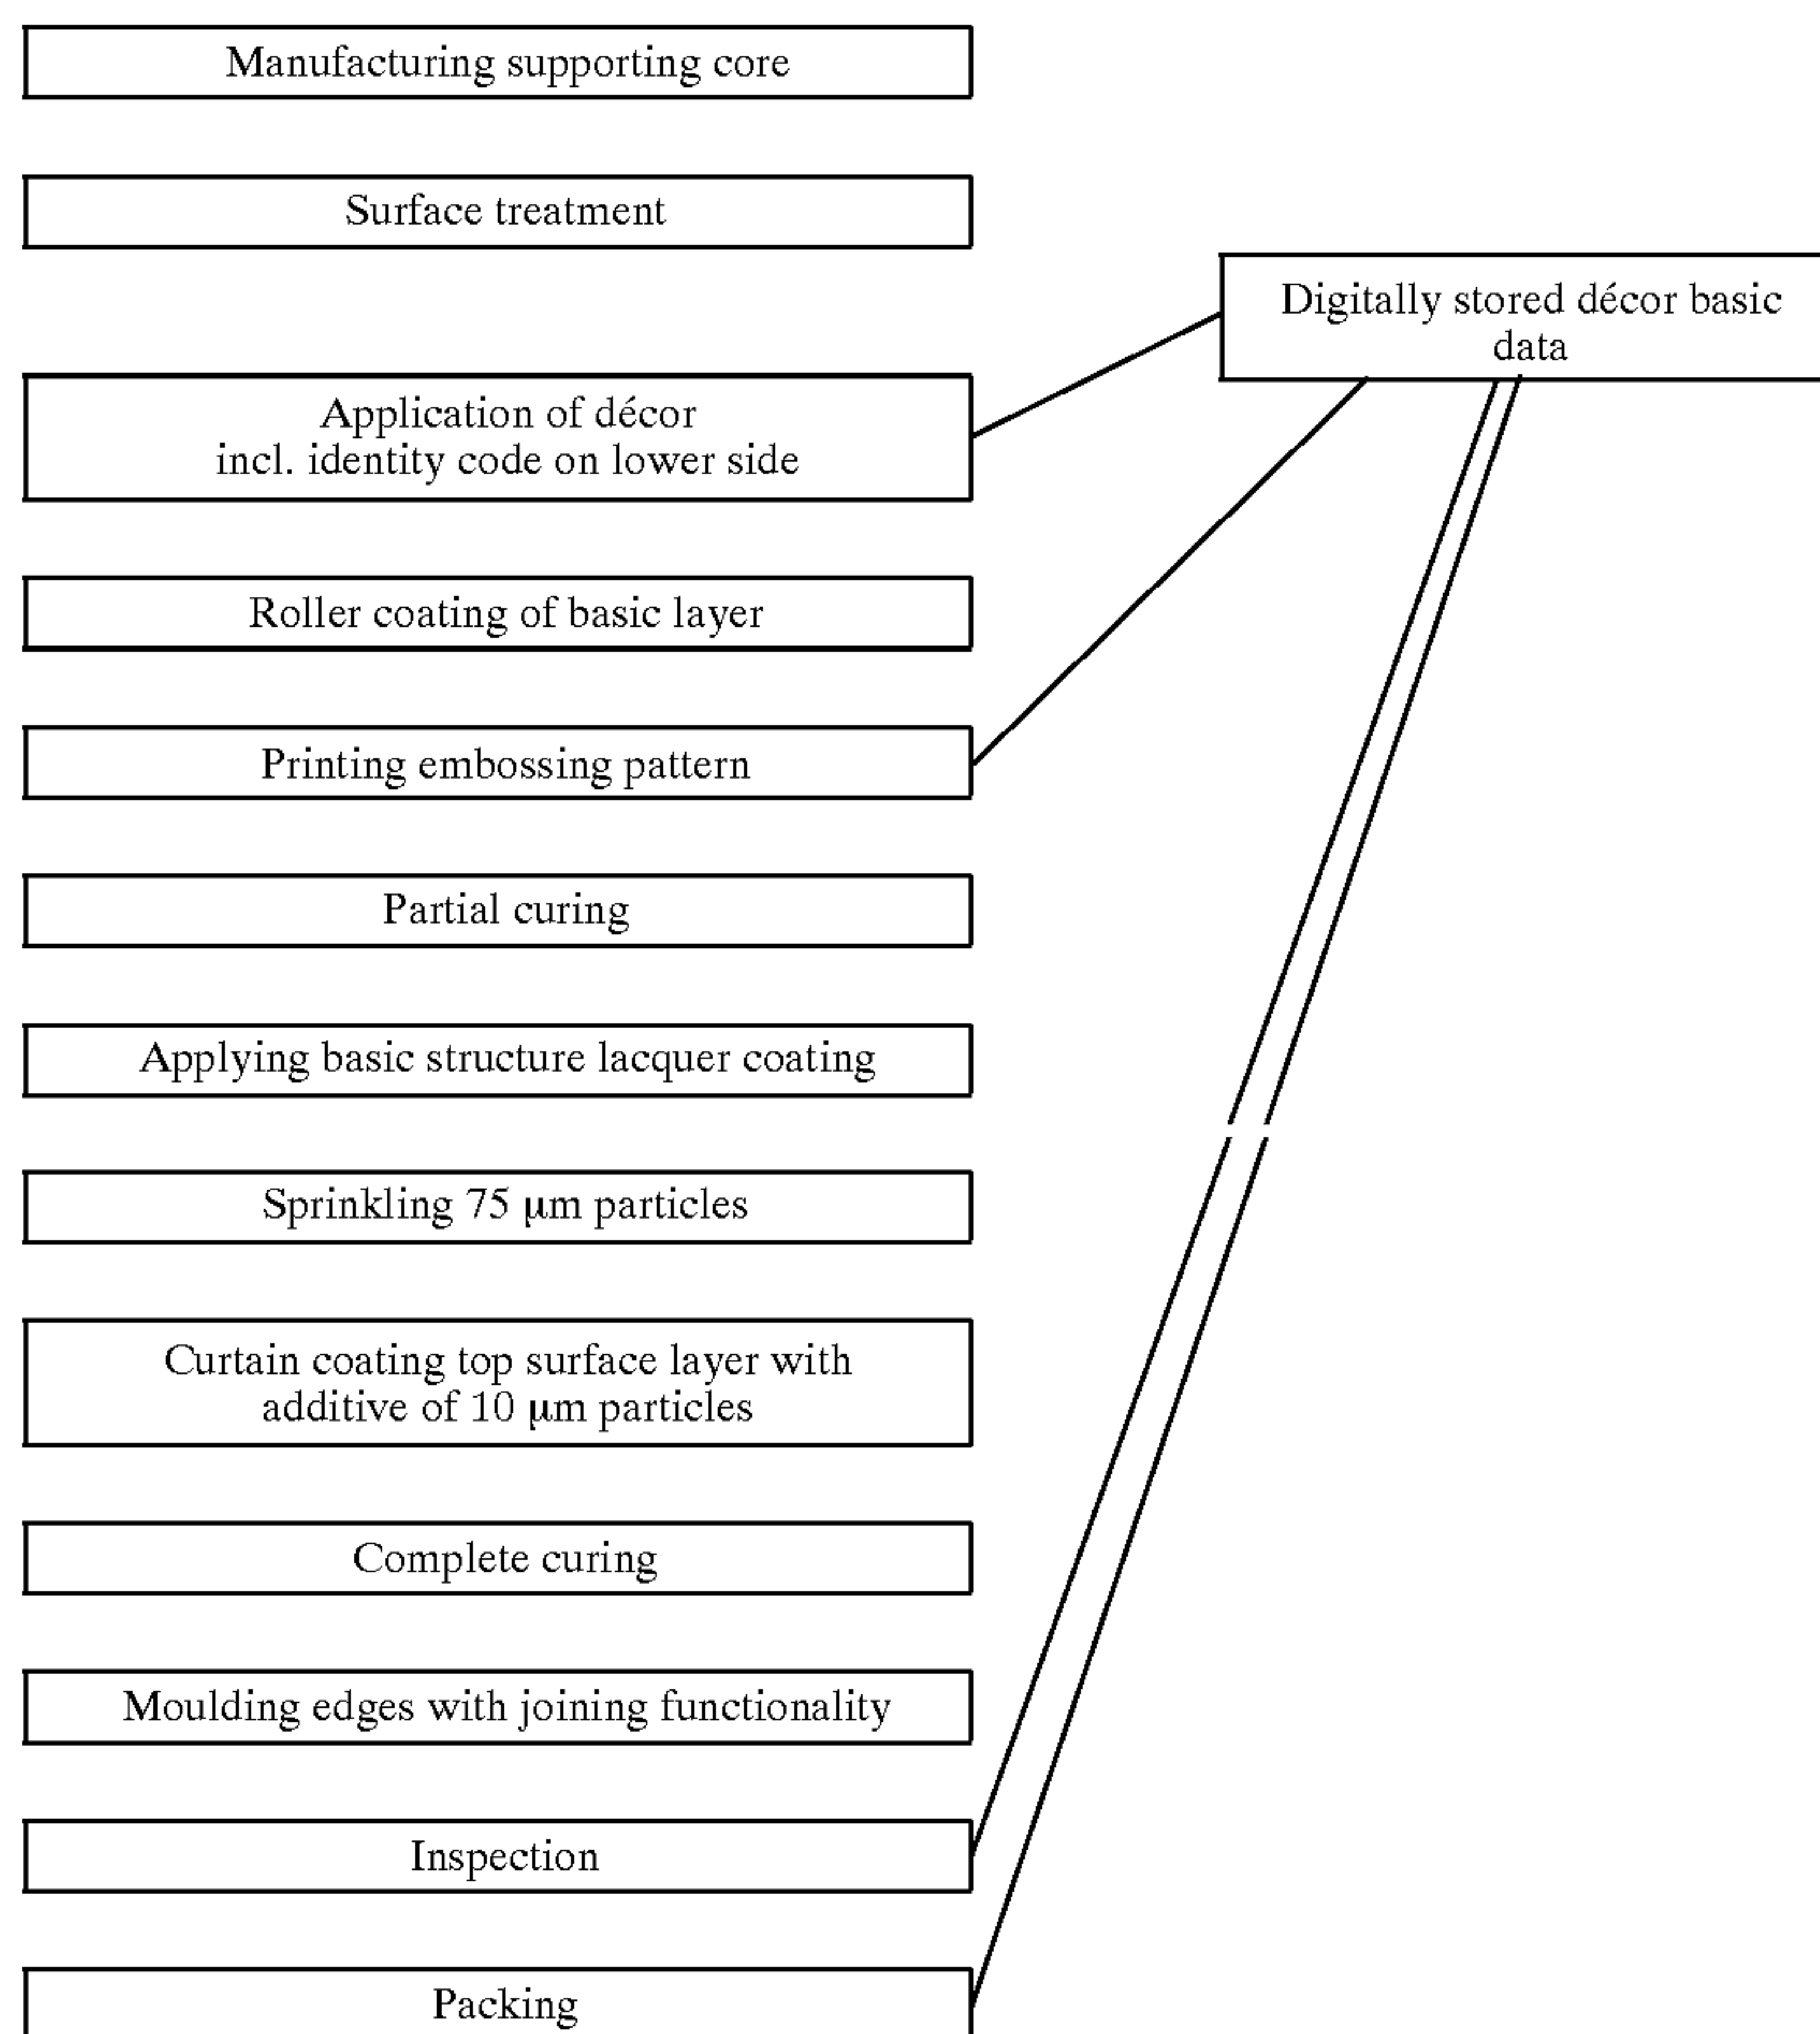 Manufacturing supporting core
Surface treatment
Digitally stored décor basic
data
Application of décor
incl. identity code on lower side
Roller coating of basic layer
Printing embossing pattern
Partial curing
Applying basic structure lacquer coating
Sprinkling 75 µm particles
Curtain coating top surface layer with
additive of 10 µm particles
Complete curing
Moulding edges with joining functionality
Inspection
Packing